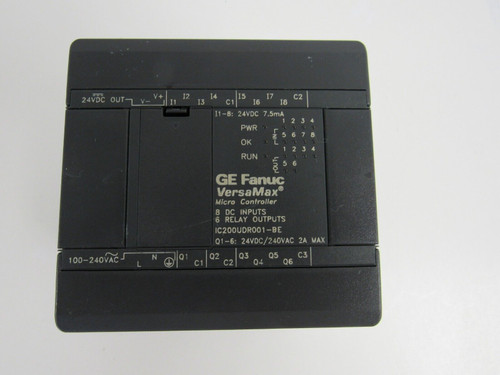 V+ I2 I4 I5 I7 C2
24VDC OUT V- I1 I3 C1 I6 I8
I1-8: 24VDC 7.5mA
1 2 3 4
PWR
5 6 7 8
OK
1 2 3 4
RUN
5 6
GE Fanuc
VersaMax®
Micro Controller
8 DC INPUTS
6 RELAY OUTPUTS
IC200UDR001-BE
Q1-6: 24VDC/240VAC 2A MAX
100-240VAC N Q1 Q2 Q3 Q5 C3
L C1 C2 Q4 Q6